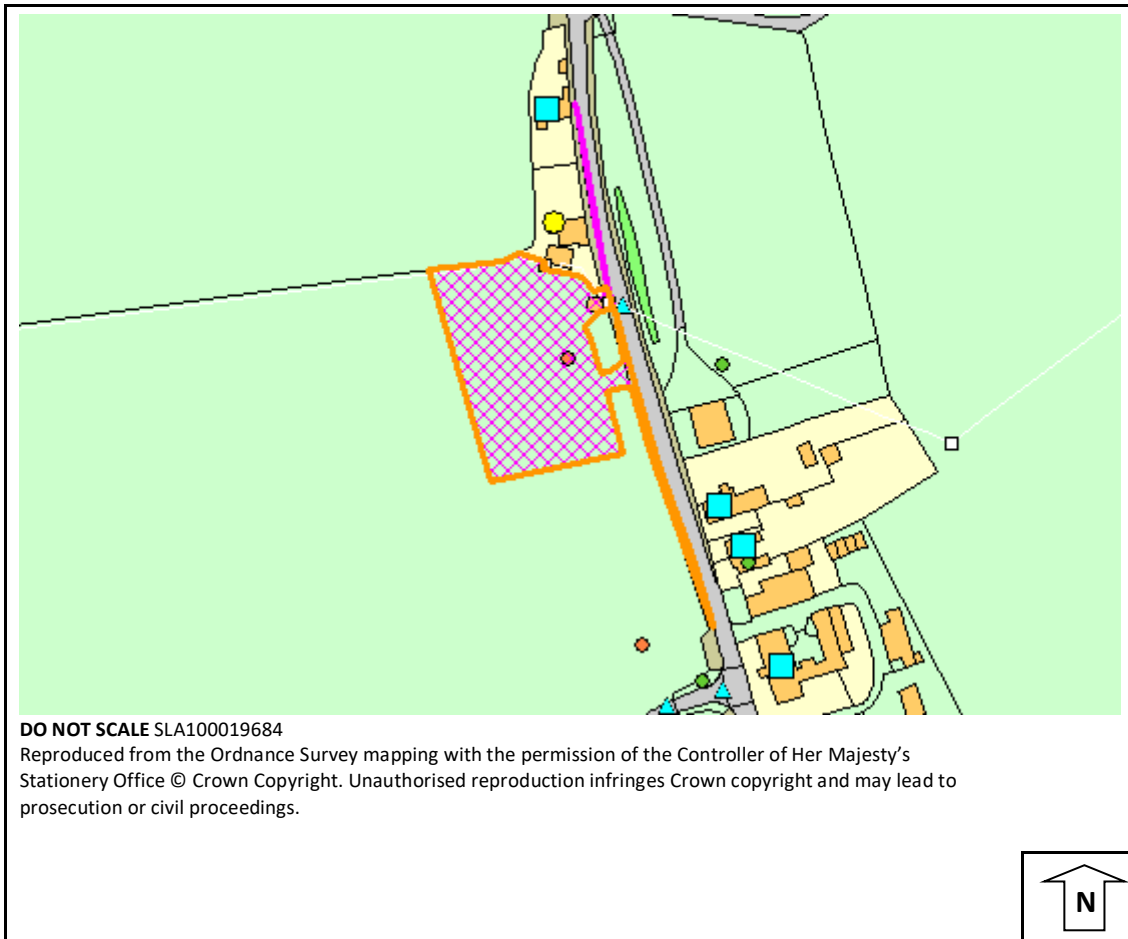 DO NOT SCALE SLA100019684
Reproduced from the Ordnance Survey mapping with the permission of the Controller of Her Majesty's
Stationery Office © Crown Copyright. Unauthorised reproduction infringes Crown copyright and may lead to
prosecution or civil proceedings.
N